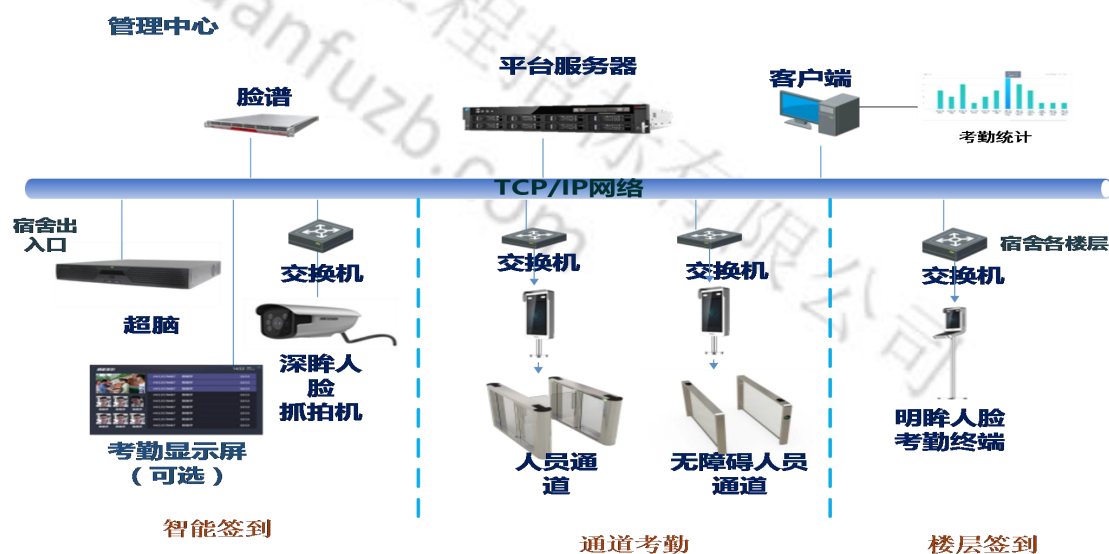 管理中心
平台服务器
客户端
脸谱
考勤统计
TCP/IP网络
宿舍出
入口
超脑
交换机
深眸人
脸
抓拍机
考勤显示屏
（可选）
交换机
人员通
道
交换机
无障碍人员
通道
宿舍各楼层
交换机
明眸人脸
考勤终端
智能签到
通道考勤
楼层签到